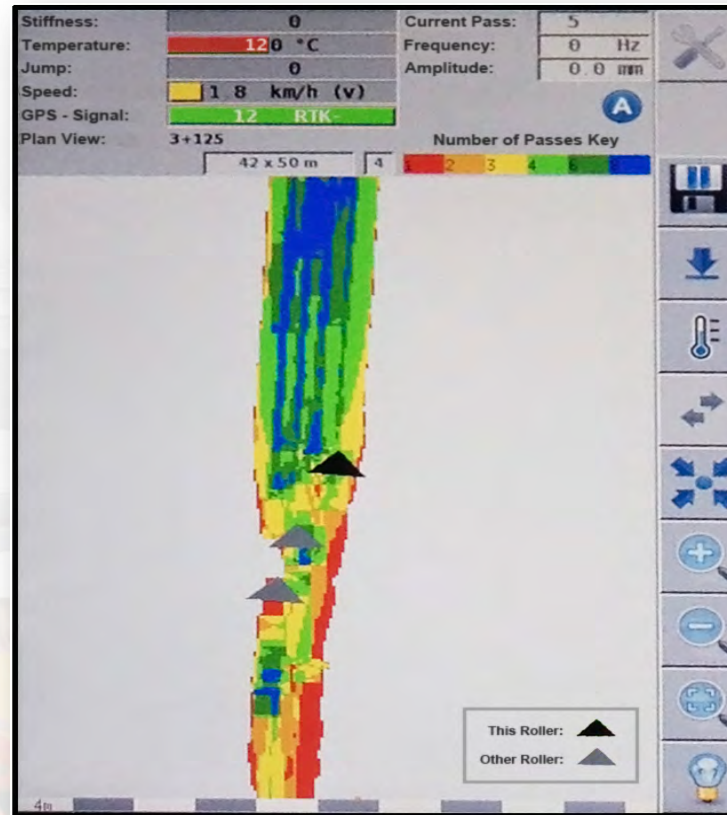 Stiffness: 0
Temperature: 120 °C
Jump: 0
Speed: 1.8 km/h (v)
GPS - Signal: 12 RTK-
Plan View: 3+125
42 x 50 m 4
Current Pass: 5
Frequency: 0 Hz
Amplitude: 0.0 mm
A
Number of Passes Key
1 2 3 4
This Roller:
Other Roller:
4m